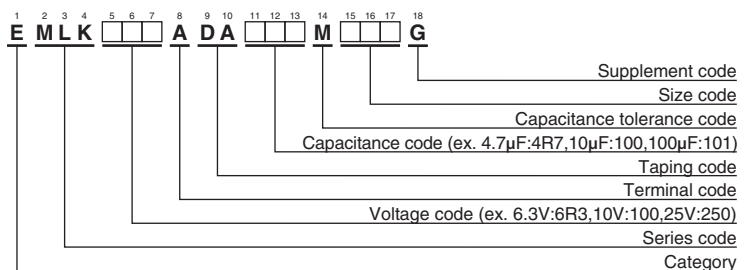 1 2 3 4 5 6 7 8 9 10 11 12 13 14 15 16 17 18
E M L K A D A M G
Supplement code
Size code
Capacitance tolerance code
Capacitance code (ex. 4.7μF:4R7,10μF:100,100μF:101)
Taping code
Terminal code
Voltage code (ex. 6.3V:6R3,10V:100,25V:250)
Series code
Category